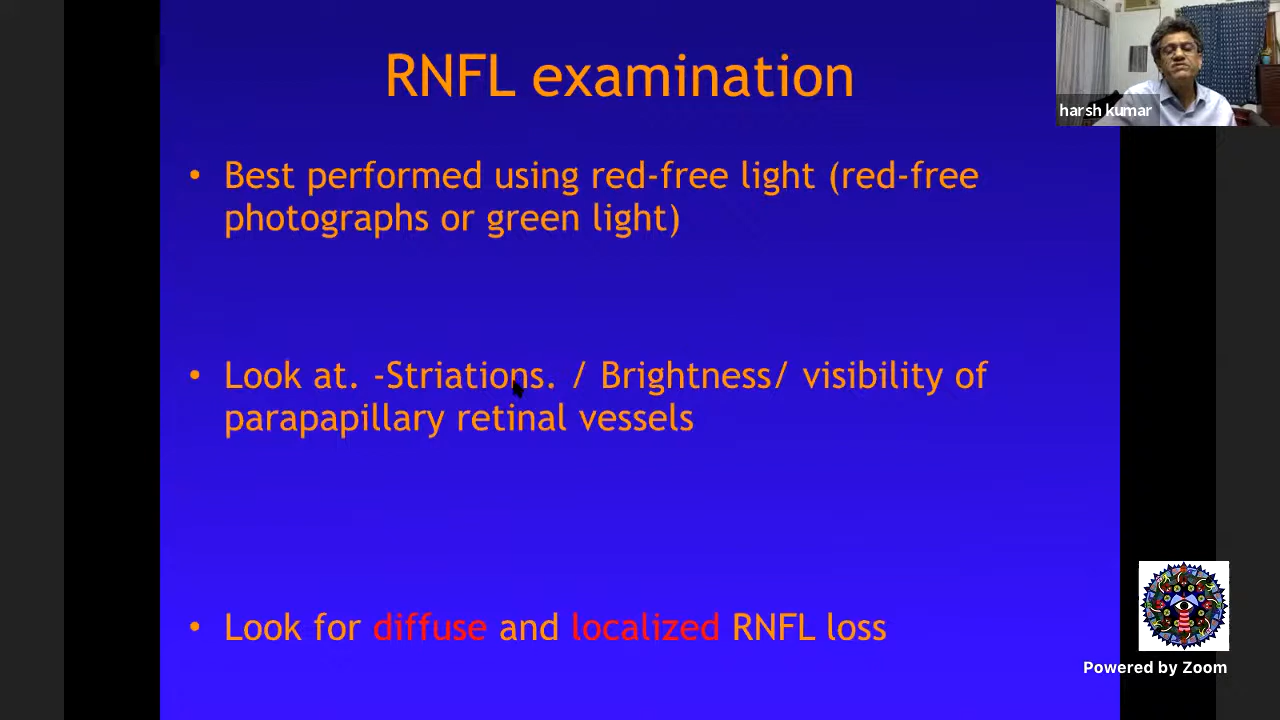 RNFL examination
harsh kumar
• Best performed using red-free light (red-free
photographs or green light)
• Look at. -Striations. / Brightness/ visibility of
parapapillary retinal vessels
• Look for diffuse and localized RNFL loss
Powered by Zoom